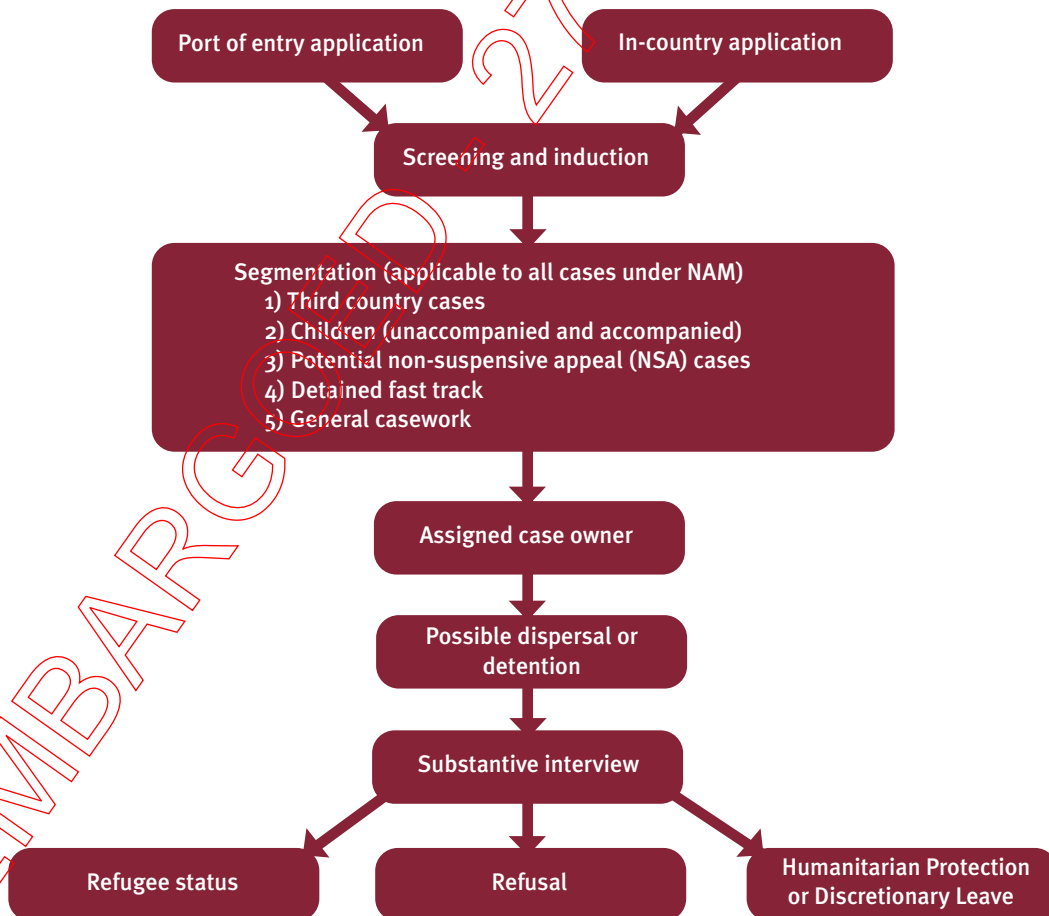 Port of entry application
In-country application
Screening and induction
Segmentation (applicable to all cases under NAM)
1) Third country cases
2) Children (unaccompanied and accompanied)
3) Potential non-suspensive appeal (NSA) cases
4) Detained fast track
5) General casework
Assigned case owner
Possible dispersal or
detention
Substantive interview
Refugee status
Refusal
Humanitarian Protection
or Discretionary Leave
MBARGOED - 2